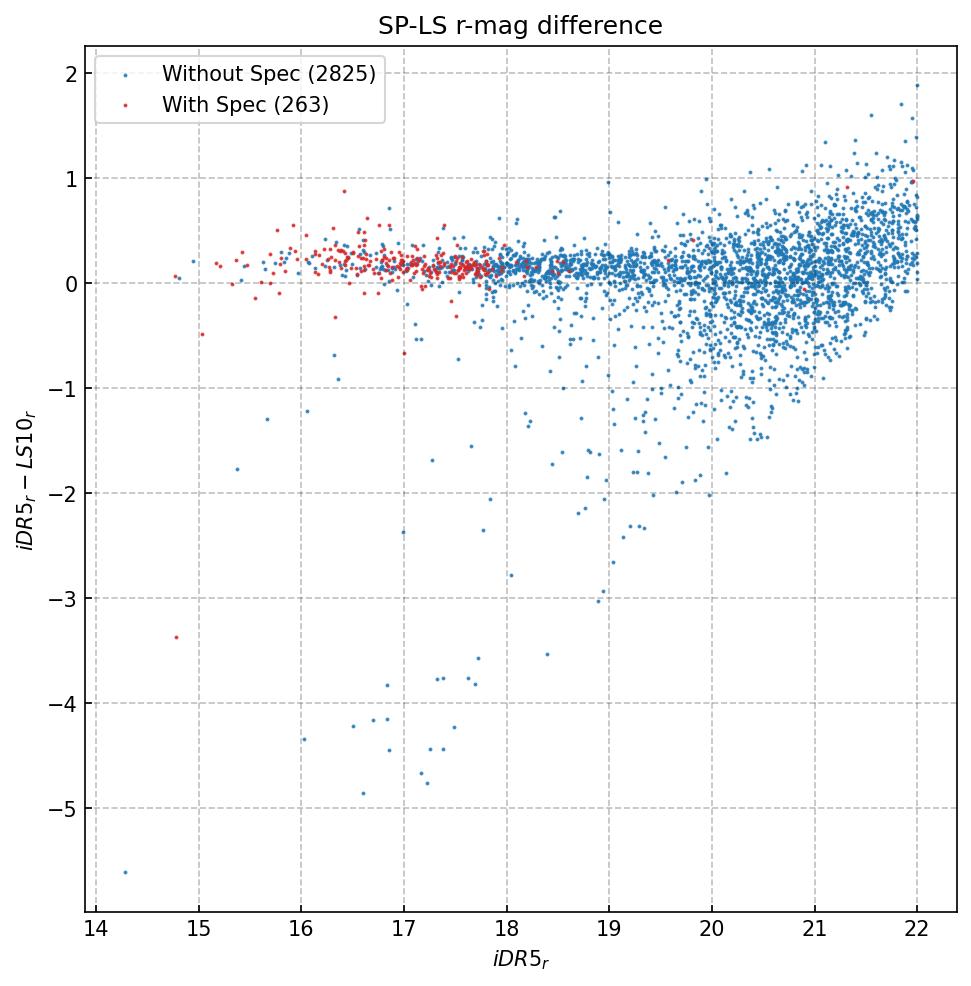 SP-LS r-mag difference
Without Spec (2825)
With Spec (263)
2
1
0
−1
−2
−3
−4
−5
iDR5r − LS10r
14 15 16 17 18 19 20 21 22
iDR5r